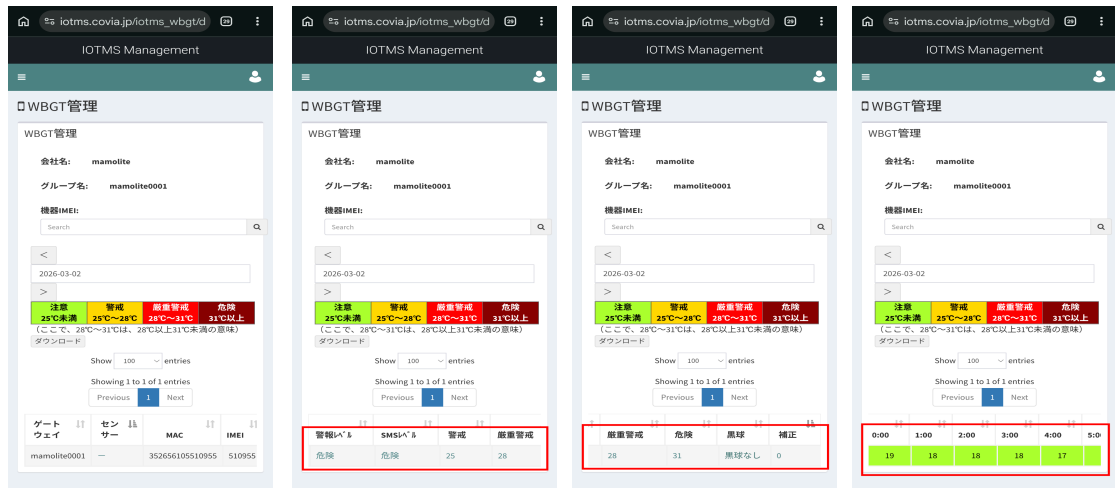 iotms.covia.jp/iotms_wbgt/d
29
IOTMS Management
WBGT管理
WBGT管理
会社名: mamolite
グループ名: mamolite0001
機器IMEI:
Search
<
2026-03-02
>
注意 警戒 厳重警戒 危険
25℃未満 25℃～28℃ 28℃～31℃ 31℃以上
(ここで、28℃～31℃は、28℃以上31℃未満の意味)
ダウンロード
Show 100 entries
Showing 1 to 1 of 1 entries
Previous 1 Next
ゲートウェイ センサー MAC IMEI
mamolite0001 — 352656105510955 510955
iotms.covia.jp/iotms_wbgt/d
29
IOTMS Management
WBGT管理
WBGT管理
会社名: mamolite
グループ名: mamolite0001
機器IMEI:
Search
<
2026-03-02
>
注意 警戒 厳重警戒 危険
25℃未満 25℃～28℃ 28℃～31℃ 31℃以上
(ここで、28℃～31℃は、28℃以上31℃未満の意味)
ダウンロード
Show 100 entries
Showing 1 to 1 of 1 entries
Previous 1 Next
警報ﾚﾍﾞﾙ SMSﾚﾍﾞﾙ 警戒 厳重警戒
危険 危険 25 28
iotms.covia.jp/iotms_wbgt/d
29
IOTMS Management
WBGT管理
WBGT管理
会社名: mamolite
グループ名: mamolite0001
機器IMEI:
Search
<
2026-03-02
>
注意 警戒 厳重警戒 危険
25℃未満 25℃～28℃ 28℃～31℃ 31℃以上
(ここで、28℃～31℃は、28℃以上31℃未満の意味)
ダウンロード
Show 100 entries
Showing 1 to 1 of 1 entries
Previous 1 Next
厳重警戒 危険 黒球 補正
28 31 黒球なし 0
iotms.covia.jp/iotms_wbgt/d
29
IOTMS Management
WBGT管理
WBGT管理
会社名: mamolite
グループ名: mamolite0001
機器IMEI:
Search
<
2026-03-02
>
注意 警戒 厳重警戒 危険
25℃未満 25℃～28℃ 28℃～31℃ 31℃以上
(ここで、28℃～31℃は、28℃以上31℃未満の意味)
ダウンロード
Show 100 entries
Showing 1 to 1 of 1 entries
Previous 1 Next
0:00 1:00 2:00 3:00 4:00 5:0
19 18 18 18 17